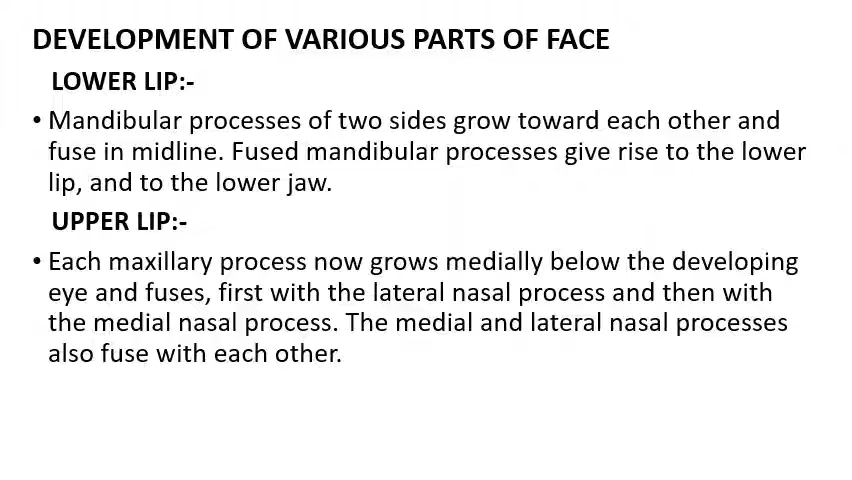 DEVELOPMENT OF VARIOUS PARTS OF FACE
LOWER LIP:-
• Mandibular processes of two sides grow toward each other and
fuse in midline. Fused mandibular processes give rise to the lower
lip, and to the lower jaw.
UPPER LIP:-
• Each maxillary process now grows medially below the developing
eye and fuses, first with the lateral nasal process and then with
the medial nasal process. The medial and lateral nasal processes
also fuse with each other.